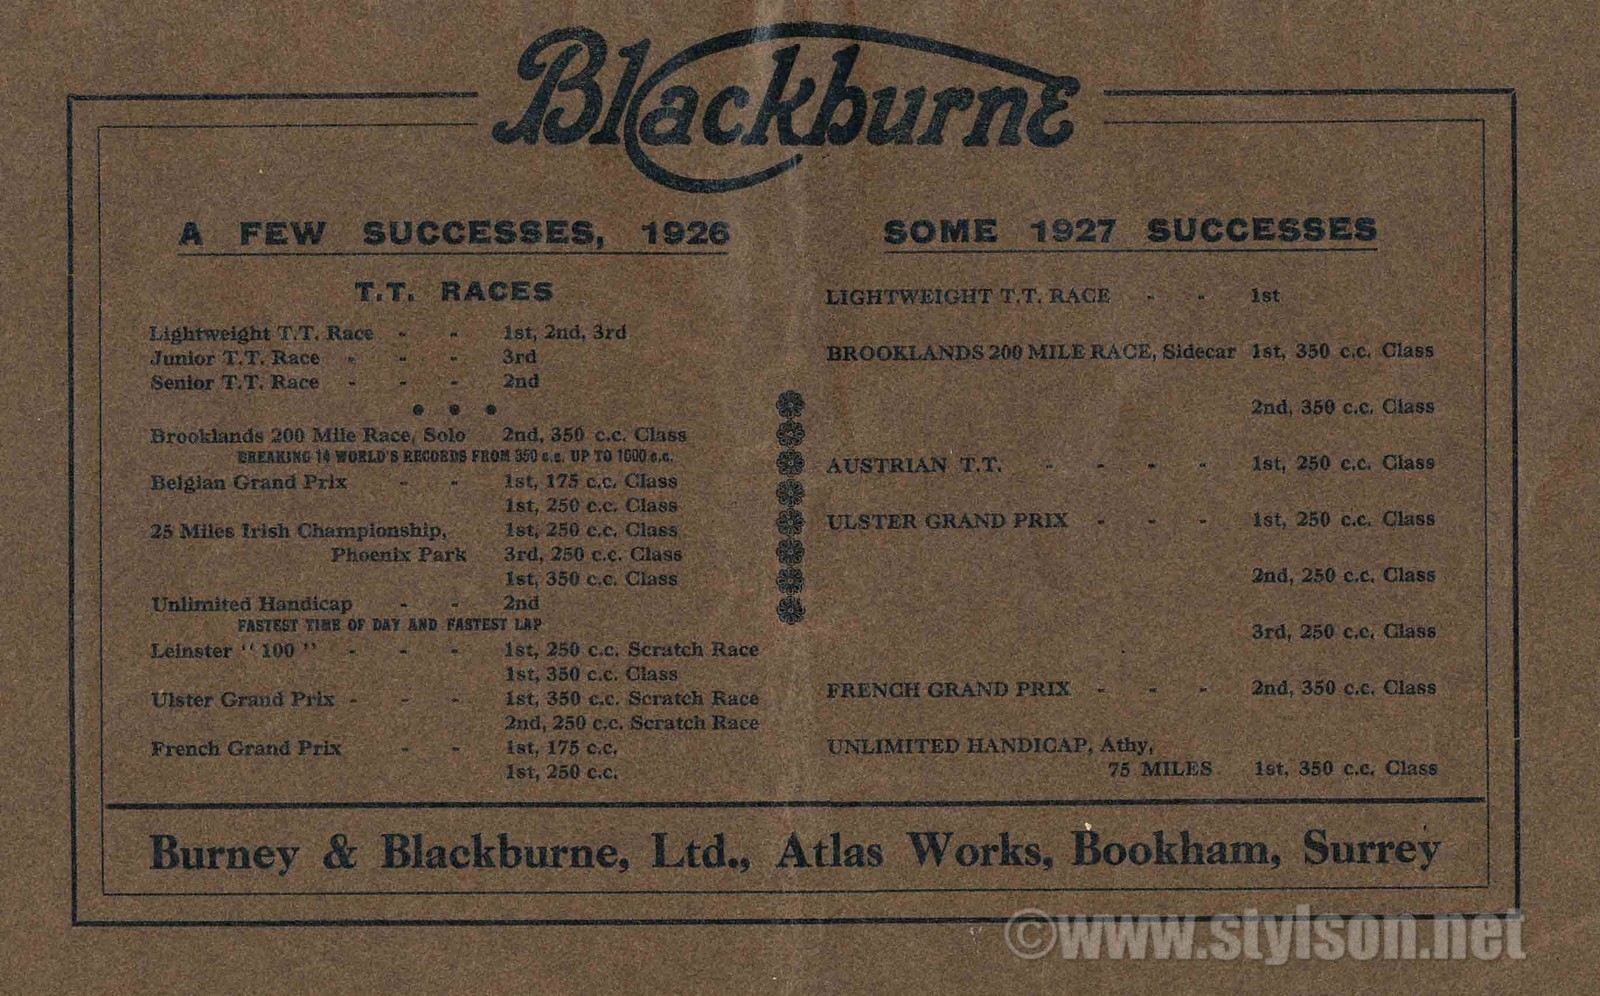 Blackburne
A FEW SUCCESSES, 1926
T.T. RACES
Lightweight T.T. Race - - 1st, 2nd, 3rd
Junior T.T. Race - - - 3rd
Senior T.T. Race - - - 2nd
Brooklands 200 Mile Race, Solo 2nd, 350 c.c. Class
BREAKING 14 WORLD'S RECORDS FROM 350 c.c. UP TO 1000 c.c.
Belgian Grand Prix - - 1st, 175 c.c. Class
1st, 250 c.c. Class
25 Miles Irish Championship, 1st, 250 c.c. Class
Phoenix Park 3rd, 250 c.c. Class
1st, 350 c.c. Class
Unlimited Handicap - - 2nd
FASTEST TIME OF DAY AND FASTEST LAP
Leinster "100" - - - 1st, 250 c.c. Scratch Race
1st, 350 c.c. Class
Ulster Grand Prix - - - 1st, 350 c.c. Scratch Race
2nd, 250 c.c. Scratch Race
French Grand Prix - - 1st, 175 c.c.
1st, 250 c.c.
SOME 1927 SUCCESSES
LIGHTWEIGHT T.T. RACE - - 1st
BROOKLANDS 200 MILE RACE, Sidecar 1st, 350 c.c. Class
2nd, 350 c.c. Class
AUSTRIAN T.T. - - - - 1st, 250 c.c. Class
ULSTER GRAND PRIX - - - 1st, 250 c.c. Class
2nd, 250 c.c. Class
3rd, 250 c.c. Class
FRENCH GRAND PRIX - - - 2nd, 350 c.c. Class
UNLIMITED HANDICAP, Athy,
75 MILES 1st, 350 c.c. Class
Burney & Blackburne, Ltd., Atlas Works, Bookham, Surrey
©www.stylson.net